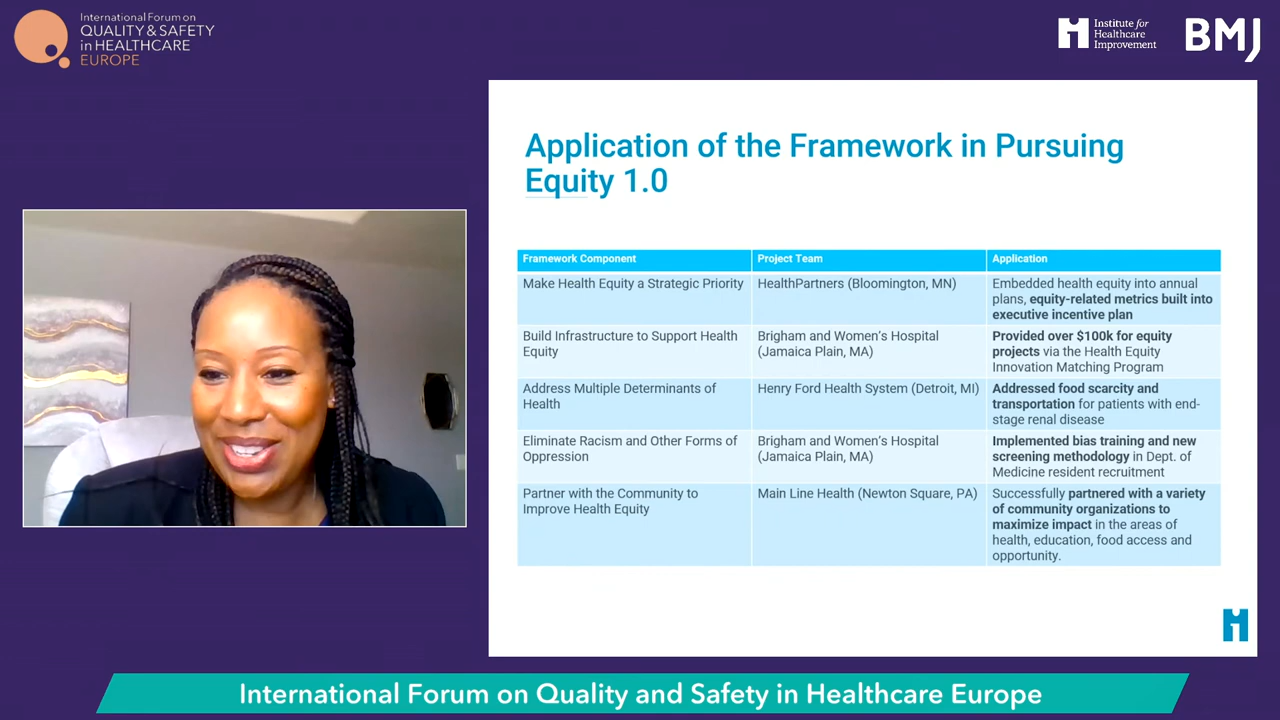 International Forum on
QUALITY & SAFETY
in HEALTHCARE
EUROPE
Institute for
Healthcare
Improvement
BMJ
Application of the Framework in Pursuing
Equity 1.0
Framework Component
Project Team
Application
Make Health Equity a Strategic Priority
HealthPartners (Bloomington, MN)
Embedded health equity into annual
plans, equity-related metrics built into
executive incentive plan
Build Infrastructure to Support Health
Equity
Brigham and Women's Hospital
(Jamaica Plain, MA)
Provided over $100k for equity
projects via the Health Equity
Innovation Matching Program
Address Multiple Determinants of
Health
Henry Ford Health System (Detroit, MI)
Addressed food scarcity and
transportation for patients with end-
stage renal disease
Eliminate Racism and Other Forms of
Oppression
Brigham and Women's Hospital
(Jamaica Plain, MA)
Implemented bias training and new
screening methodology in Dept. of
Medicine resident recruitment
Partner with the Community to
Improve Health Equity
Main Line Health (Newton Square, PA)
Successfully partnered with a variety
of community organizations to
maximize impact in the areas of
health, education, food access and
opportunity.
International Forum on Quality and Safety in Healthcare Europe